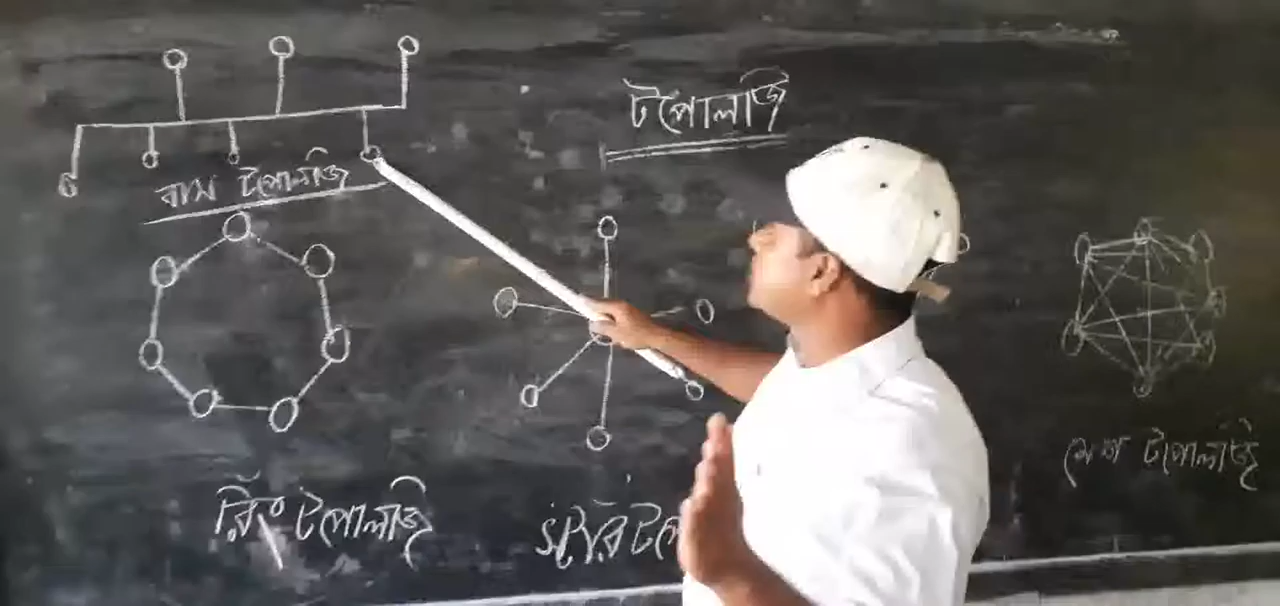 টপোলজি
বাস টপোলজি
রিং টপোলজি
স্টার টপো
মেশ টপোলজি